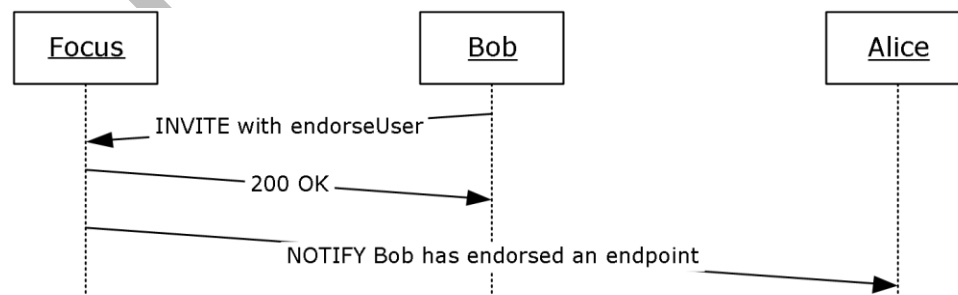 Focus
Bob
Alice
INVITE with endorseUser
200 OK
NOTIFY Bob has endorsed an endpoint